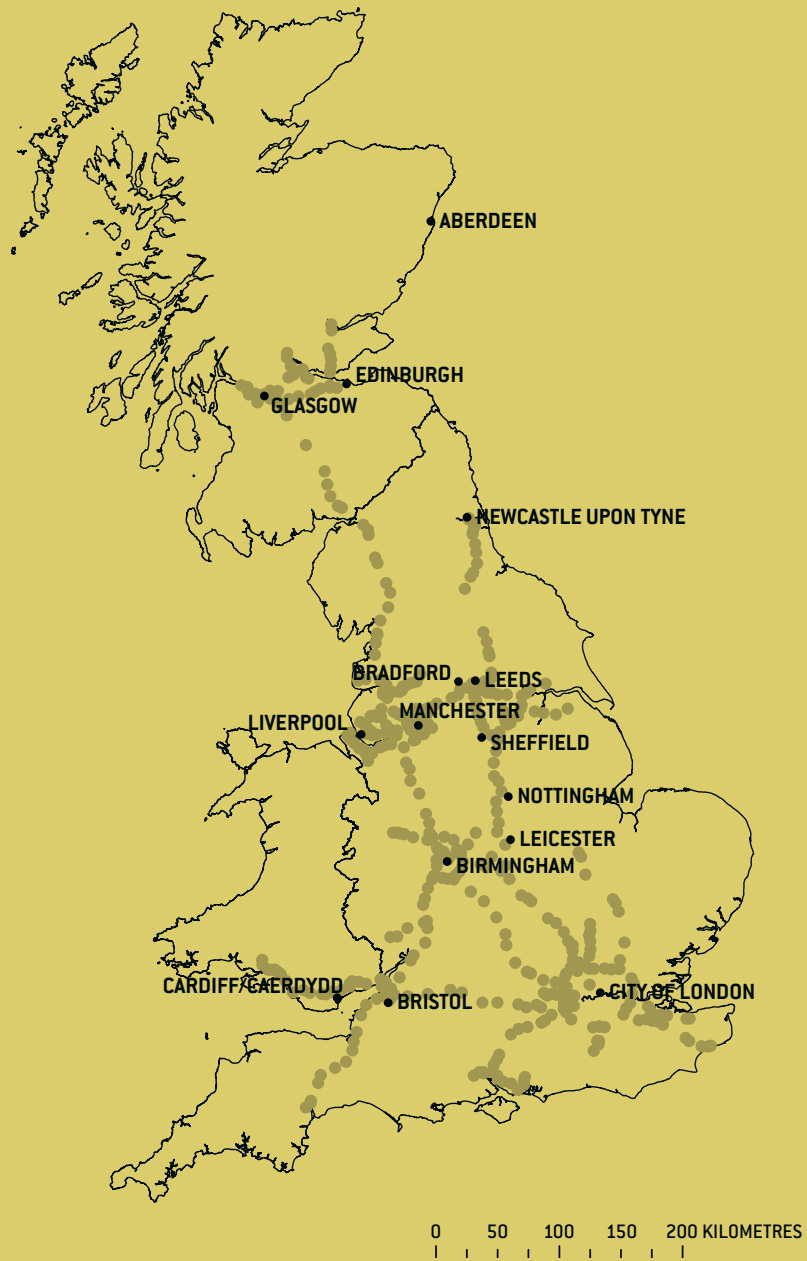 ABERDEEN
EDINBURGH
GLASGOW
NEWCASTLE UPON TYNE
BRADFORD
LEEDS
MANCHESTER
LIVERPOOL
SHEFFIELD
NOTTINGHAM
LEICESTER
BIRMINGHAM
CARDIFF/CAERDYDD
CITY OF LONDON
BRISTOL
0 50 100 150 200 KILOMETRES